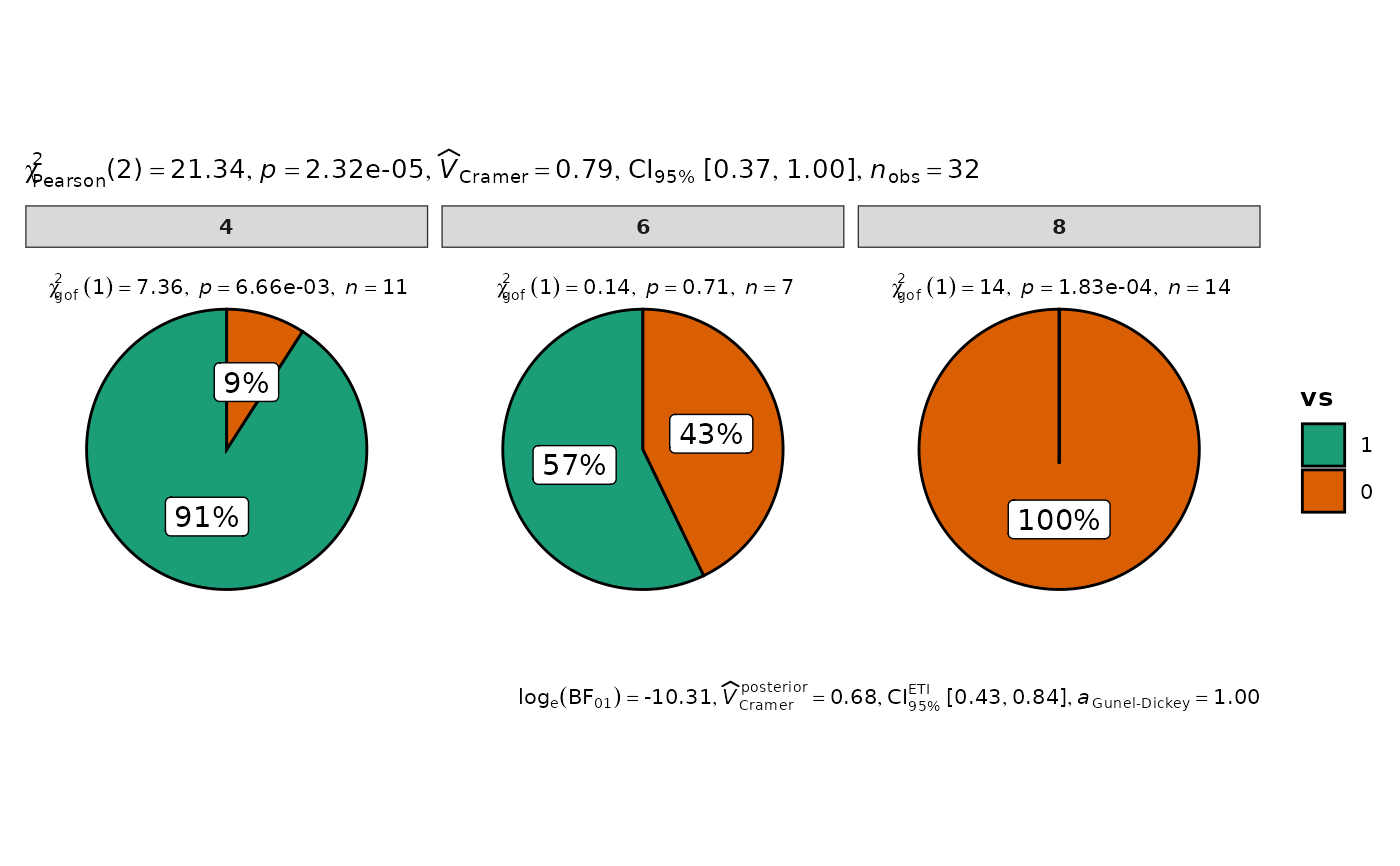 χ²Pearson(2) = 21.34, p = 2.32e-05, V̂Cramer = 0.79, CI95% [0.37, 1.00], nobs = 32
4 6 8
χ²gof (1) = 7.36, p = 6.66e-03, n = 11 χ²gof (1) = 0.14, p = 0.71, n = 7 χ²gof (1) = 14, p = 1.83e-04, n = 14
9%
91%
43%
57%
100%
vs
1
0
loge(BF01) = -10.31, V̂Cramer posterior = 0.68, CI95% ETI [0.43, 0.84], aGunel-Dickey = 1.00